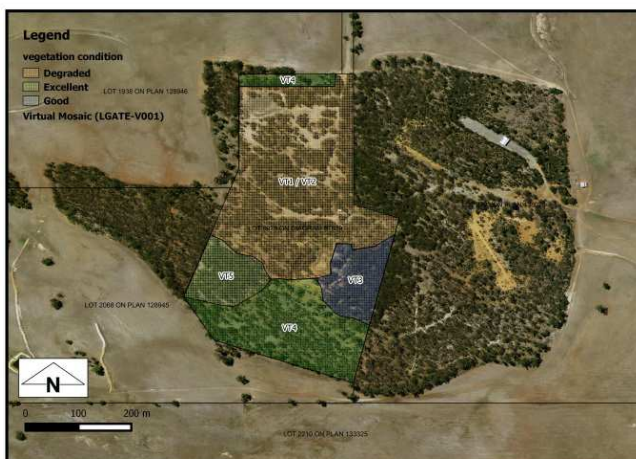 Legend
vegetation condition
Degraded
Excellent
Good
Virtual Mosaic (LGATE-V001)
LOT 1938 ON PLAN 128946
VT4
VT1 / VT2
VT5
VT3
VT4
LOT 2068 ON PLAN 128945
N
0 100 200 m
LOT 2210 ON PLAN 133325